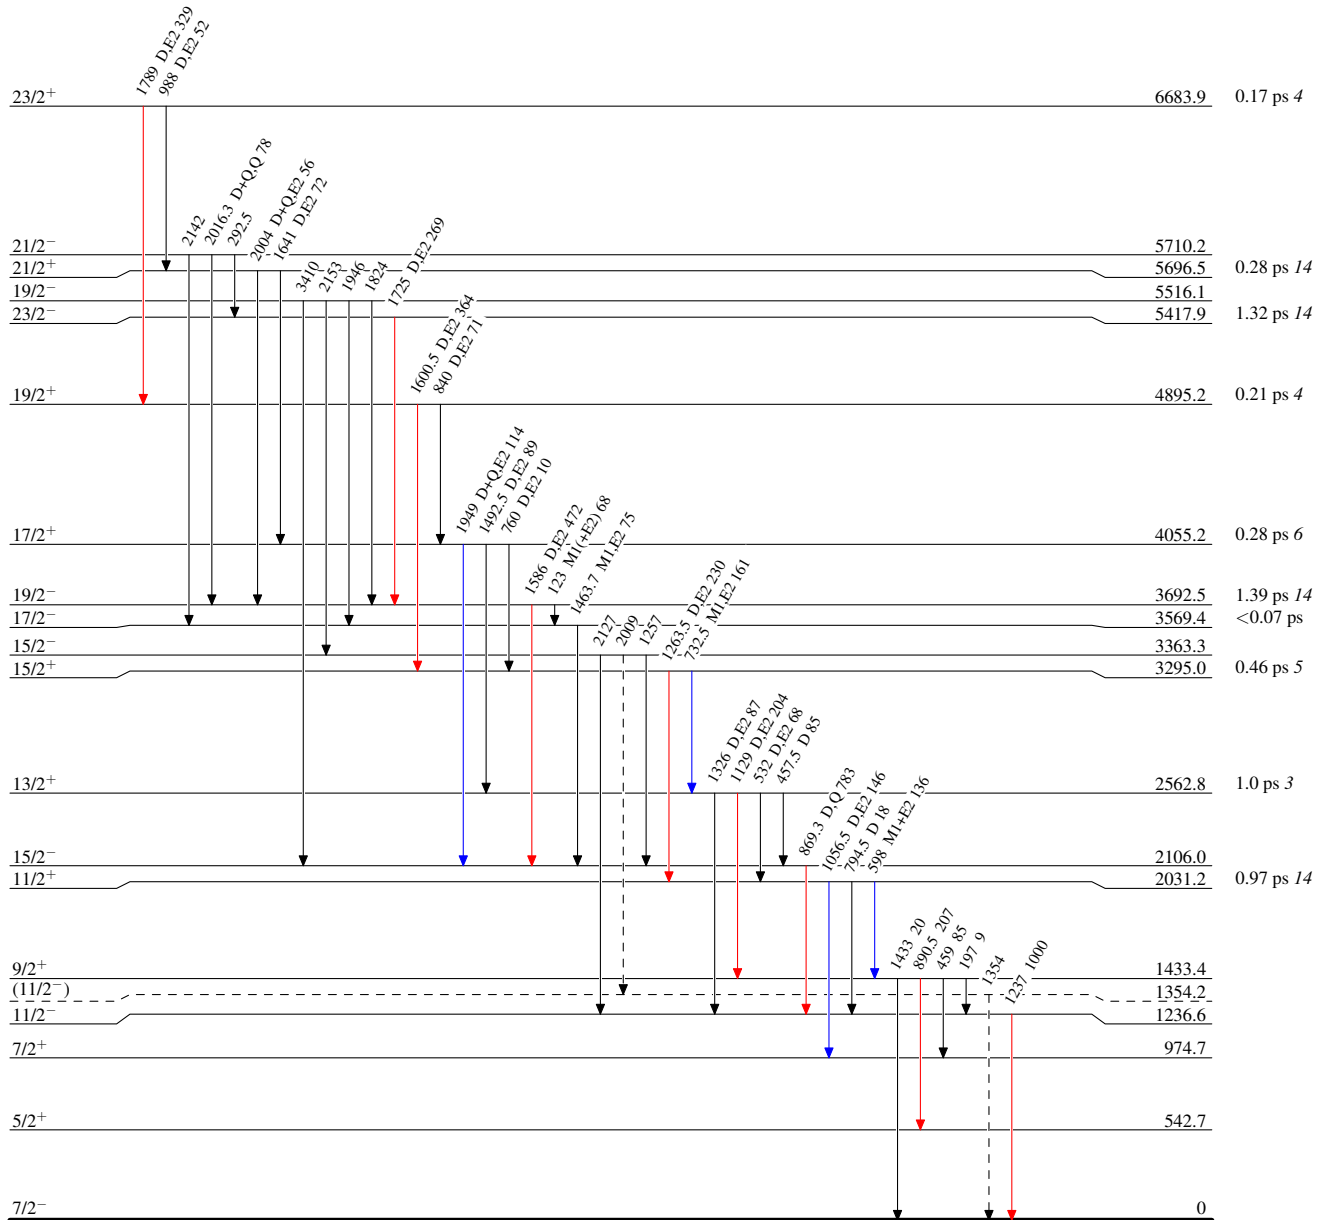 1789 D,E2 329
988 D,E2 52
23/2+ 6683.9 0.17 ps 4
2142
2016.3 D+Q,Q 78
292.5
2004 D+Q,E2 56
1641 D,E2 72
21/2− 5710.2
21/2+ 5696.5 0.28 ps 14
3410
2153
1946
1824
1725 D,E2 269
19/2− 5516.1
23/2− 5417.9 1.32 ps 14
1600.5 D,E2 364
840 D,E2 71
19/2+ 4895.2 0.21 ps 4
1949 D+Q,E2 114
1492.5 D,E2 89
760 D,E2 10
17/2+ 4055.2 0.28 ps 6
1586 D,E2 472
123 M1(+E2) 68
1463.7 M1,E2 75
19/2− 3692.5 1.39 ps 14
17/2− 3569.4 <0.07 ps
2127
2009
1257
1263.5 D,E2 230
732.5 M1,E2 161
15/2− 3363.3
15/2+ 3295.0 0.46 ps 5
1326 D,E2 87
1129 D,E2 204
532 D,E2 68
457.5 D 85
13/2+ 2562.8 1.0 ps 3
869.3 D,Q 783
1056.5 D,E2 146
794.5 D 18
598 M1+E2 136
15/2− 2106.0
11/2+ 2031.2 0.97 ps 14
1433 20
890.5 207
459 85
197 9
1354
1237 1000
9/2+ 1433.4
(11/2−) 1354.2
11/2− 1236.6
7/2+ 974.7
5/2+ 542.7
7/2− 0